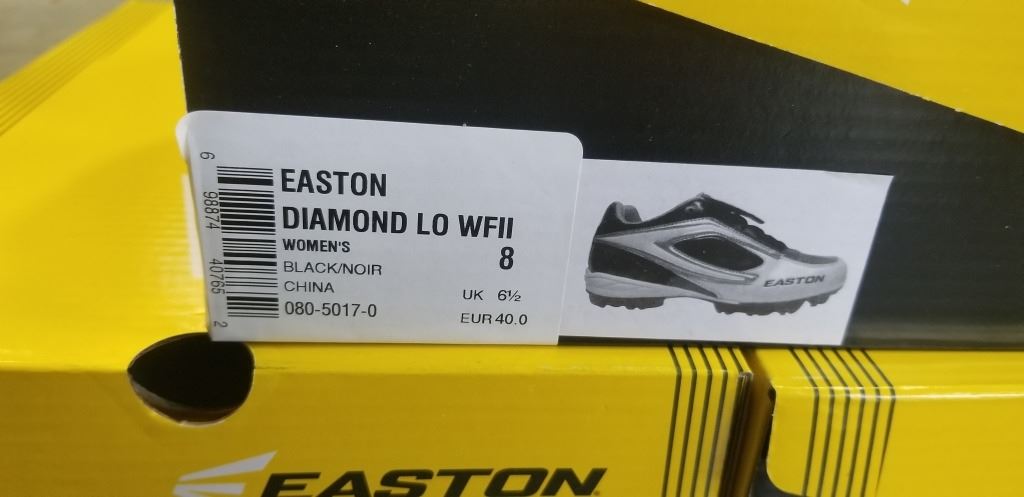 6 98874 40765 2
EASTON
DIAMOND LO WFII
WOMEN'S
8
BLACK/NOIR
CHINA
UK 6½
080-5017-0
EUR 40.0
EASTON
EASTON